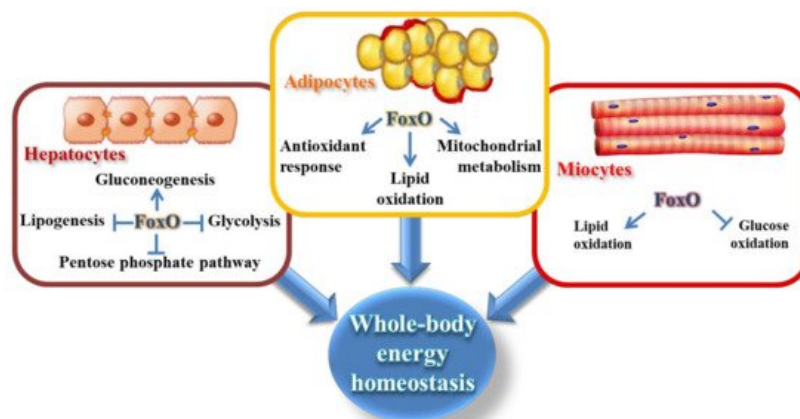 Adipocytes
FoxO
Antioxidant
response
Mitochondrial
metabolism
Lipid
oxidation
Hepatocytes
Gluconeogenesis
Lipogenesis
FoxO
Glycolysis
Pentose phosphate pathway
Miocytes
FoxO
Lipid
oxidation
Glucose
oxidation
Whole-body
energy
homeostasis